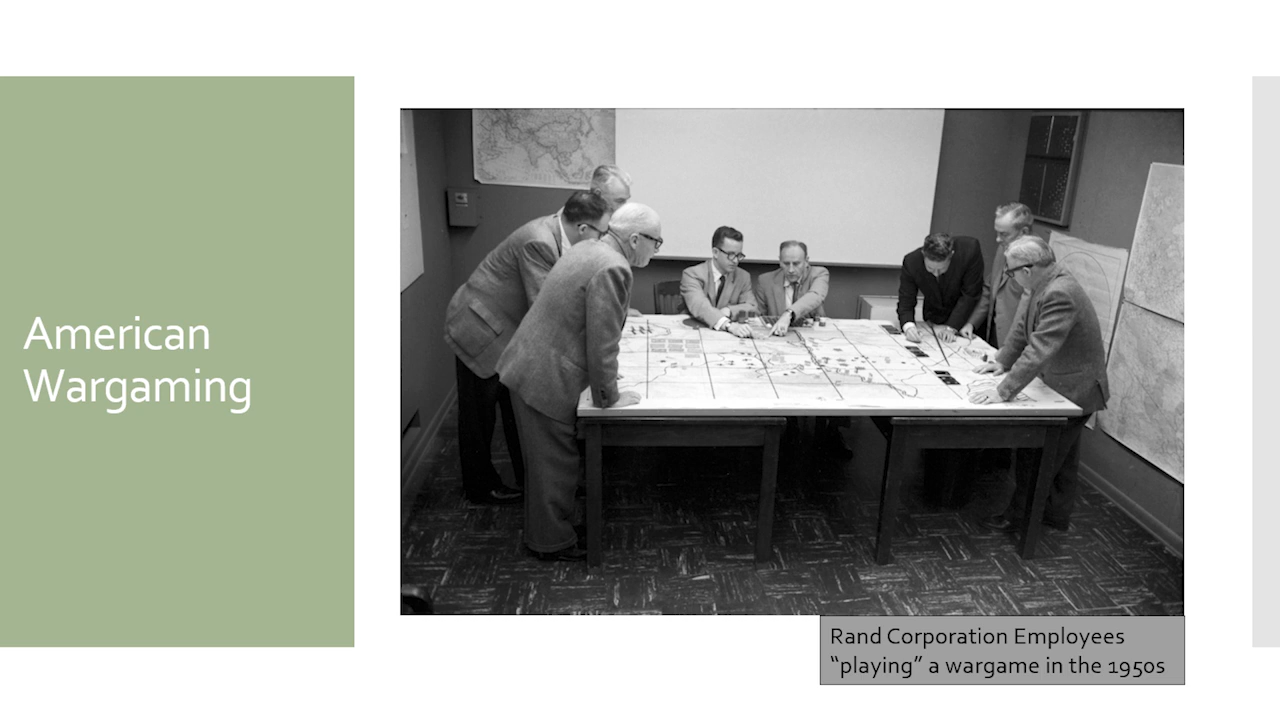 American
Wargaming
Rand Corporation Employees
“playing” a wargame in the 1950s